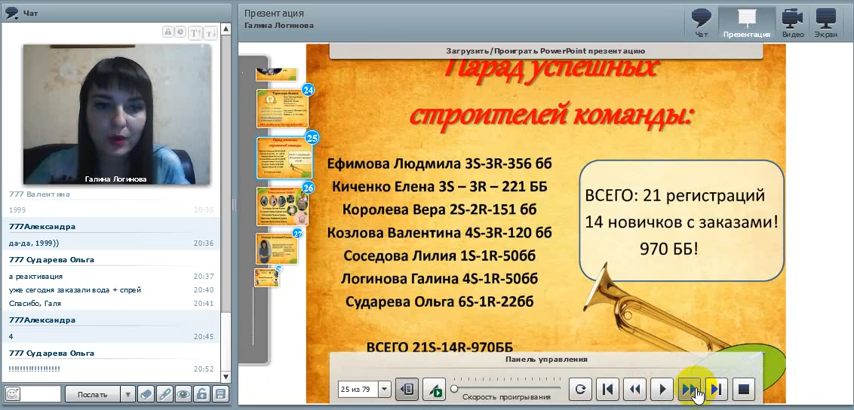 Чат
Галина Логинова
777 Валентина
1999 20:35
777Александра
да-да, 1999)) 20:36
777 Сударева Ольга
а реактивация 20:37
уже сегодня заказали вода + спрей 20:40
Спасибо, Галя 20:41
777Александра
4 20:45
777 Сударева Ольга
!!!!!!!!!!!!!!!!!! 20:52
Послать
Презентация
Галина Логинова
Чат
Презентация
Видео
Экран
Загрузить/Проиграть PowerPoint презентацию
24
25
26
27
Парад успешных
строителей команды:
Ефимова Людмила 3S-3R-356 бб
Киченко Елена 3S – 3R – 221 ББ
Королева Вера 2S-2R-151 бб
Козлова Валентина 4S-3R-120 бб
Соседова Лилия 1S-1R-50бб
Логинова Галина 4S-1R-50бб
Сударева Ольга 6S-1R-22бб
ВСЕГО 21S-14R-970ББ
ВСЕГО: 21 регистраций
14 новичков с заказами!
970 ББ!
Панель управления
25 из 79
Скорость проигрывания